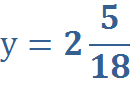 y = 2 5/18